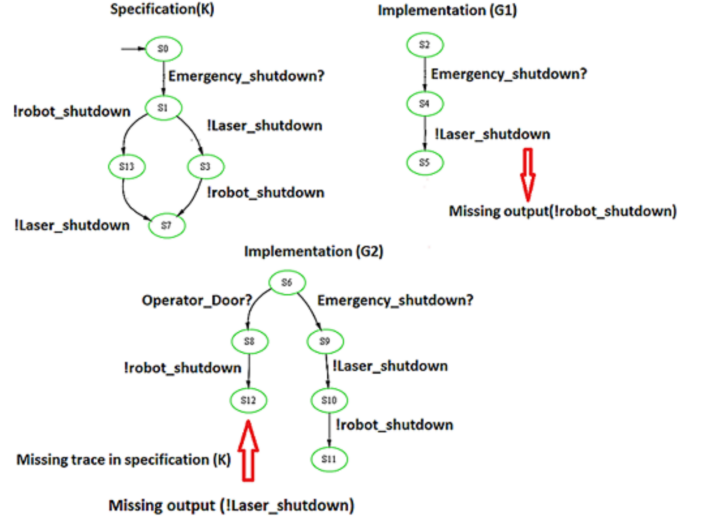 Specification(K)
Implementation (G1)
S0
S2
Emergency_shutdown?
Emergency_shutdown?
!robot_shutdown
S1
S4
!Laser_shutdown
!Laser_shutdown
S13
S3
S5
!robot_shutdown
Missing output(!robot_shutdown)
!Laser_shutdown
S7
Implementation (G2)
S6
Operator_Door?
Emergency_shutdown?
S8
S9
!robot_shutdown
!Laser_shutdown
S12
S10
!robot_shutdown
Missing trace in specification (K)
S11
Missing output (!Laser_shutdown)